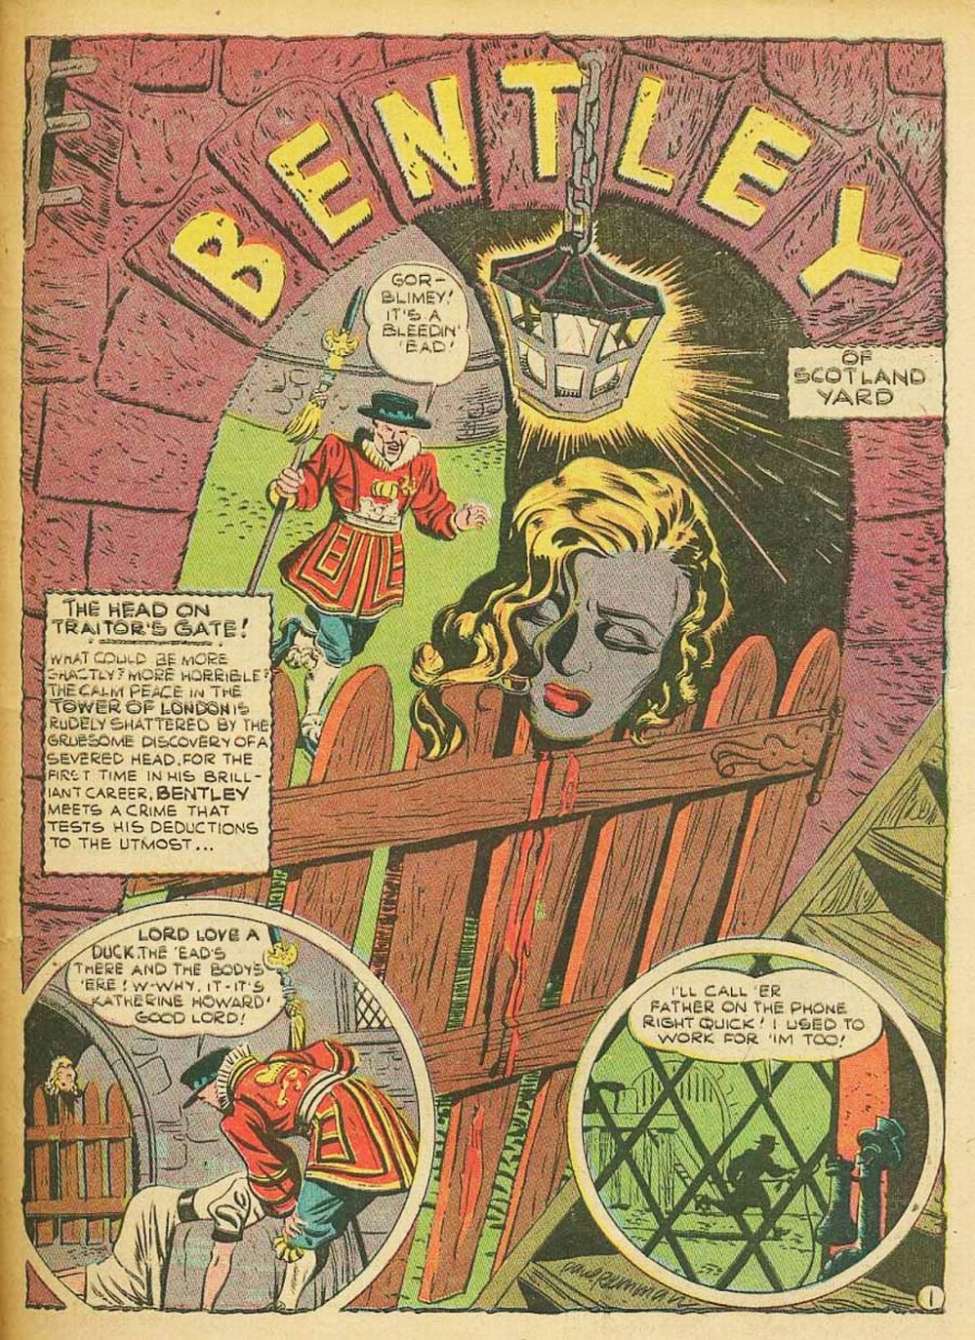 BENTLEY
OF
SCOTLAND
YARD
GOR-
BLIMEY!
IT'S A
BLEEDIN'
'EAD!
THE HEAD ON
TRAITOR'S GATE!
WHAT COULD BE MORE
GHASTLY? MORE HORRIBLE?
THE CALM PEACE IN THE
TOWER OF LONDON IS
RUDELY SHATTERED BY THE
GRUESOME DISCOVERY OF A
SEVERED HEAD. FOR THE
FIRST TIME IN HIS BRILL-
IANT CAREER, BENTLEY
MEETS A CRIME THAT
TESTS HIS DEDUCTIONS
TO THE UTMOST...
LORD LOVE A
DUCK. THE 'EAD'S
THERE AND THE BODYS
'ERE! W-WHY, IT-IT'S
KATHERINE HOWARD!
GOOD LORD!
I'LL CALL 'ER
FATHER ON THE PHONE
RIGHT QUICK! I USED TO
WORK FOR 'IM TOO!
1